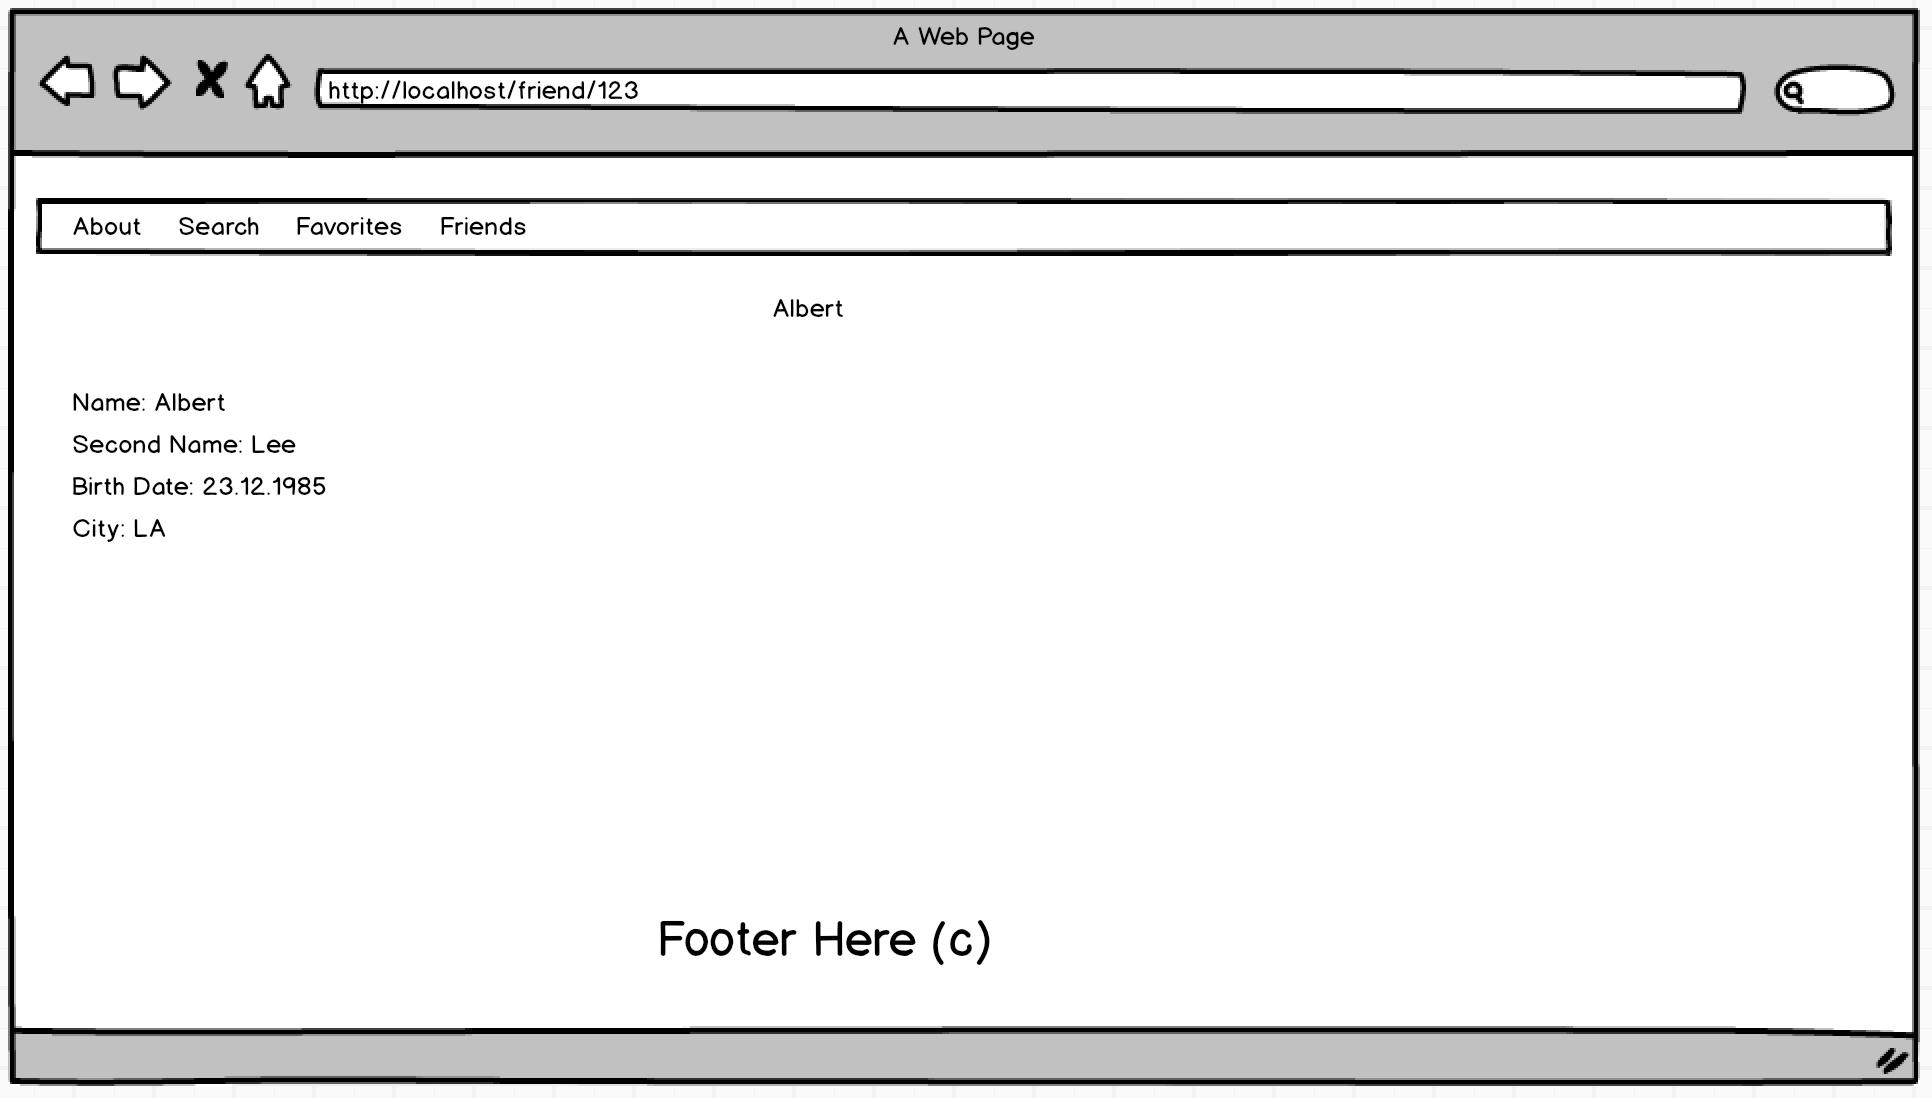 A Web Page
http://localhost/friend/123
About Search Favorites Friends
Albert
Name: Albert
Second Name: Lee
Birth Date: 23.12.1985
City: LA
Footer Here (c)